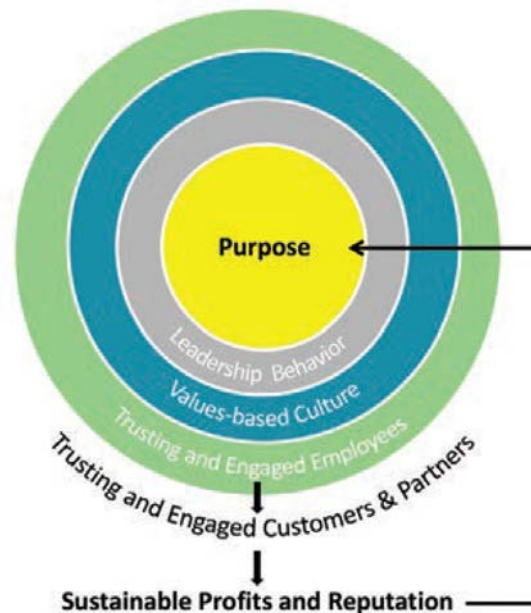 Purpose
Leadership Behavior
Values-based Culture
Trusting and Engaged Employees
Trusting and Engaged Customers & Partners
Sustainable Profits and Reputation